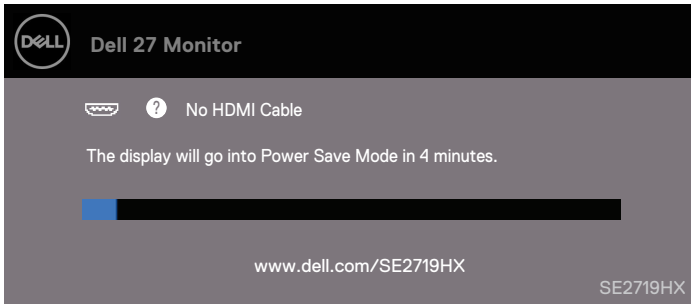 DELL
Dell 27 Monitor
? No HDMI Cable
The display will go into Power Save Mode in 4 minutes.
www.dell.com/SE2719HX
SE2719HX